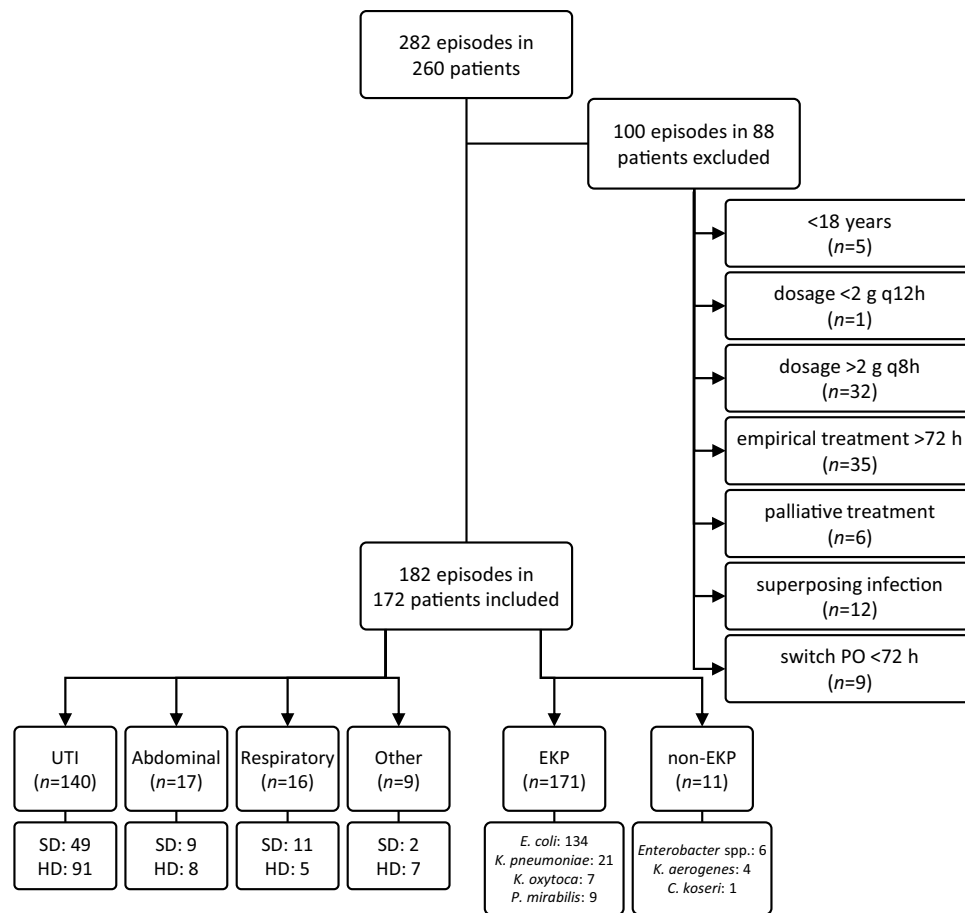 282 episodes in
260 patients
100 episodes in 88
patients excluded
<18 years
(n=5)
dosage <2 g q12h
(n=1)
dosage >2 g q8h
(n=32)
empirical treatment >72 h
(n=35)
palliative treatment
(n=6)
superposing infection
(n=12)
switch PO <72 h
(n=9)
182 episodes in
172 patients included
UTI
(n=140)
Abdominal
(n=17)
Respiratory
(n=16)
Other
(n=9)
EKP
(n=171)
non-EKP
(n=11)
SD: 49
HD: 91
SD: 9
HD: 8
SD: 11
HD: 5
SD: 2
HD: 7
E. coli: 134
K. pneumoniae: 21
K. oxytoca: 7
P. mirabilis: 9
Enterobacter spp.: 6
K. aerogenes: 4
C. koseri: 1